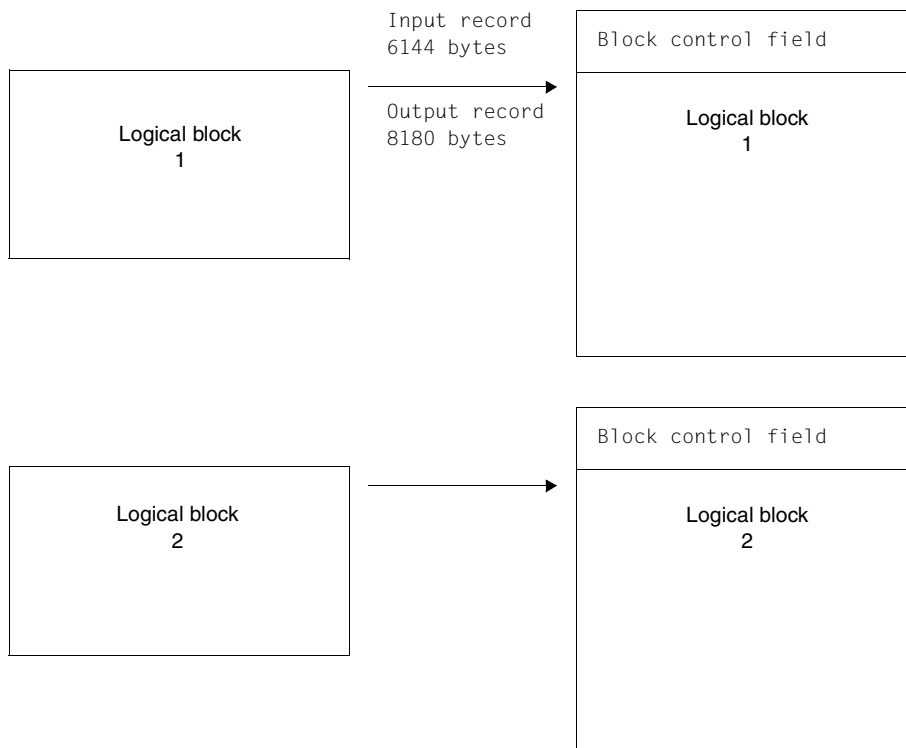 Input record
6144 bytes
Block control field
Logical block
1
Output record
8180 bytes
Logical block
1
Block control field
Logical block
2
Logical block
2